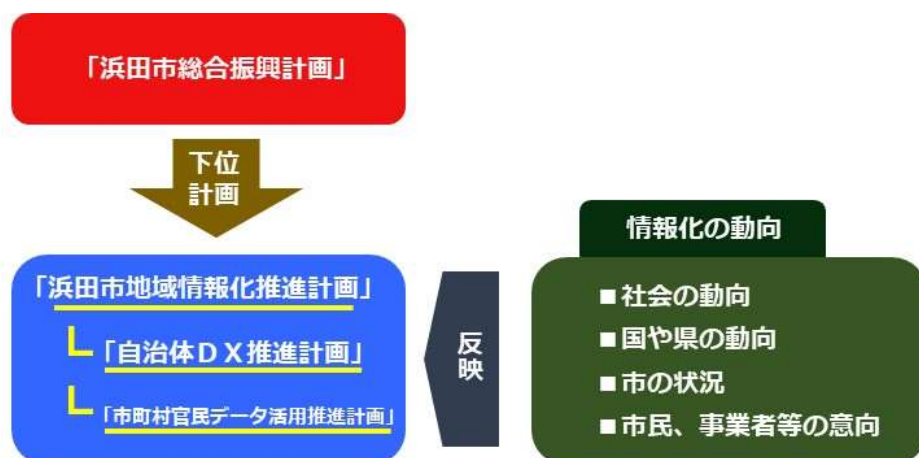 「浜田市総合振興計画」
下位
計画
「浜田市地域情報化推進計画」
「自治体ＤＸ推進計画」
「市町村官民データ活用推進計画」
反
映
情報化の動向
■社会の動向
■国や県の動向
■市の状況
■市民、事業者等の意向